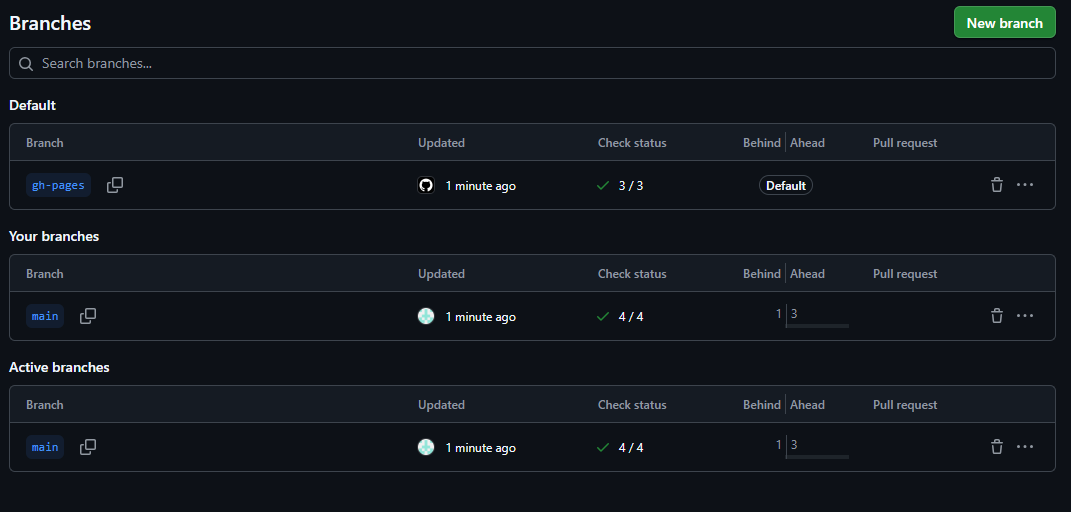 Branches
New branch
Search branches...
Default
Branch Updated Check status Behind Ahead Pull request
gh-pages 1 minute ago 3 / 3 Default
Your branches
Branch Updated Check status Behind Ahead Pull request
main 1 minute ago 4 / 4 1 3
Active branches
Branch Updated Check status Behind Ahead Pull request
main 1 minute ago 4 / 4 1 3